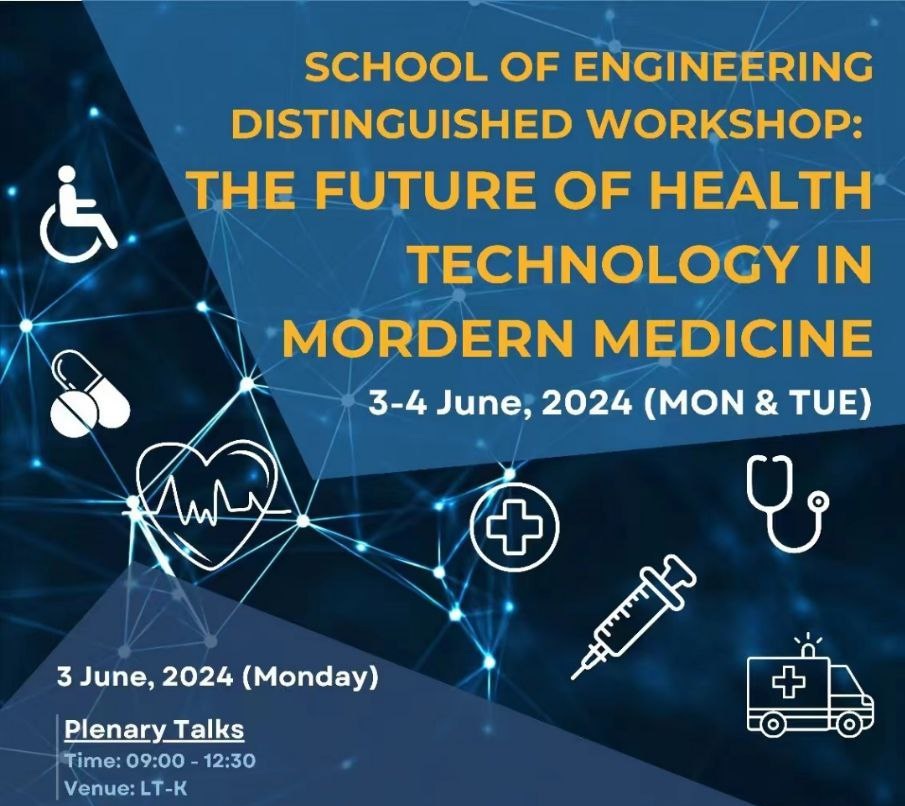 SCHOOL OF ENGINEERING
DISTINGUISHED WORKSHOP:
THE FUTURE OF HEALTH
TECHNOLOGY IN
MORDERN MEDICINE
3-4 June, 2024 (MON & TUE)
3 June, 2024 (Monday)
Plenary Talks
Time: 09:00 - 12:30
Venue: LT-K